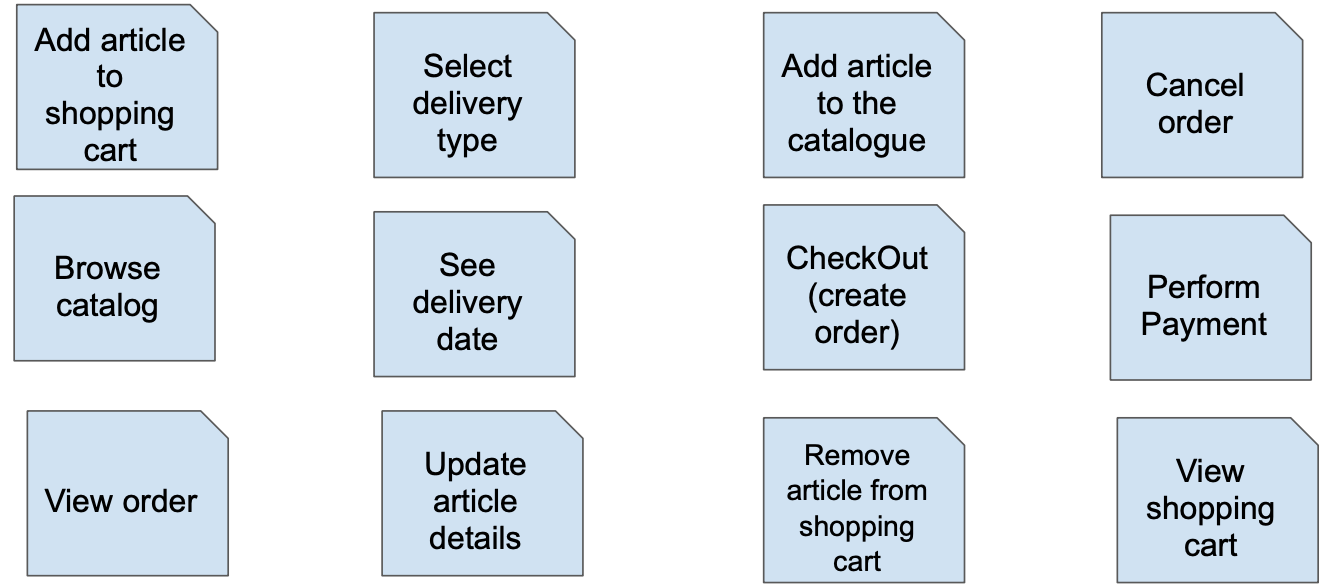 Add article
to
shopping
cart
Select
delivery
type
Add article
to the
catalogue
Cancel
order
Browse
catalog
See
delivery
date
CheckOut
(create
order)
Perform
Payment
View order
Update
article
details
Remove
article from
shopping
cart
View
shopping
cart